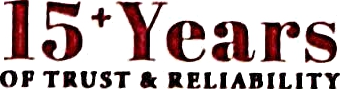 15+ Years
OF TRUST & RELIABILITY